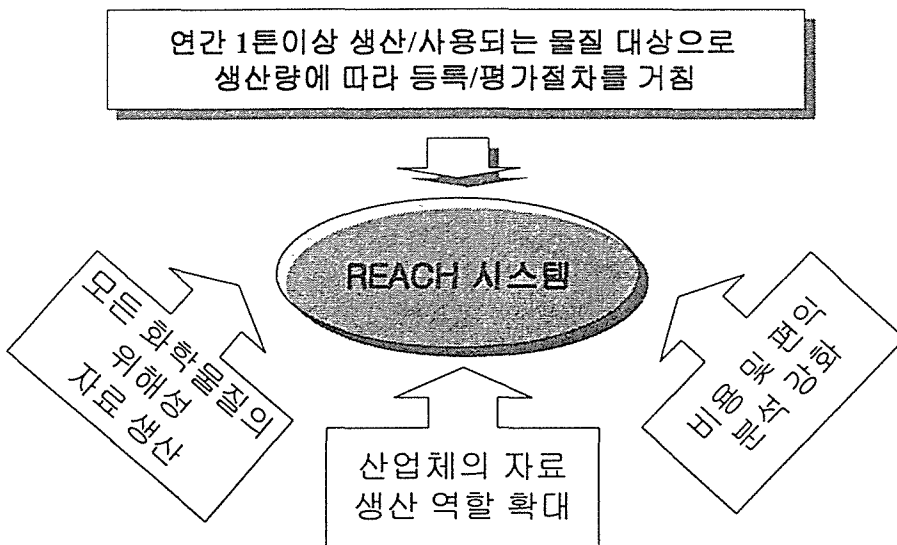 연간 1톤이상 생산/사용되는 물질 대상으로
생산량에 따라 등록/평가절차를 거침
REACH 시스템
모든 화학물질의
위해성
자료 생산
산업체의 자료
생산 역할 확대
비용 및 편의
분석 강화